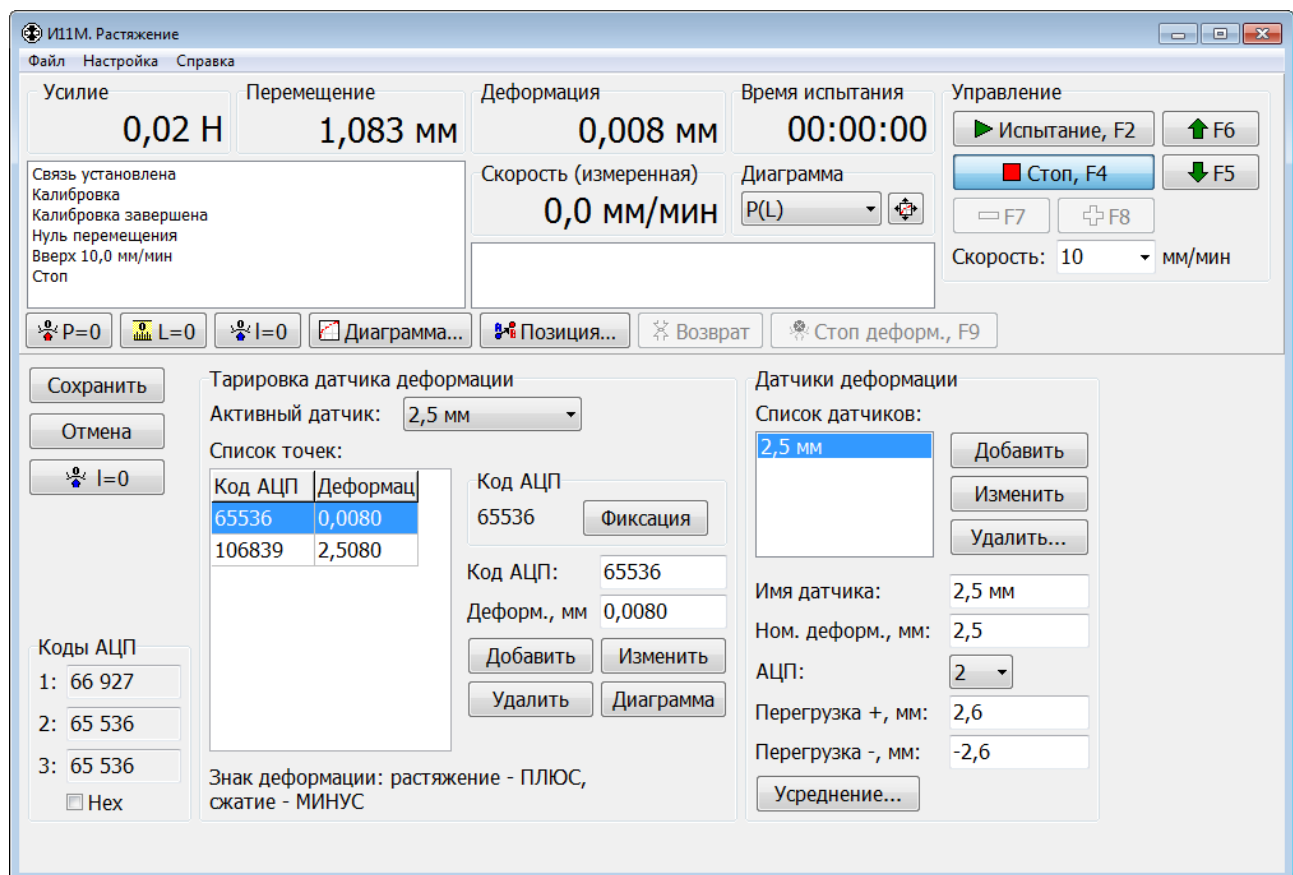 И11М. Растяжение
Файл Настройка Справка
Усилие
0,02 Н
Перемещение
1,083 мм
Деформация
0,008 мм
Время испытания
00:00:00
Управление
Испытание, F2
F6
Стоп, F4
F5
F7
F8
Скорость: 10 мм/мин
Связь установлена
Калибровка
Калибровка завершена
Нуль перемещения
Вверх 10,0 мм/мин
Стоп
Скорость (измеренная)
0,0 мм/мин
Диаграмма
P(L)
P=0
L=0
l=0
Диаграмма...
Позиция...
Возврат
Стоп деформ., F9
Сохранить
Отмена
l=0
Коды АЦП
1: 66 927
2: 65 536
3: 65 536
Hex
Тарировка датчика деформации
Активный датчик: 2,5 мм
Список точек:
Код АЦП Деформац
65536 0,0080
106839 2,5080
Код АЦП
65536 Фиксация
Код АЦП: 65536
Деформ., мм 0,0080
Добавить Изменить
Удалить Диаграмма
Знак деформации: растяжение - ПЛЮС,
сжатие - МИНУС
Датчики деформации
Список датчиков:
2,5 мм
Добавить
Изменить
Удалить...
Имя датчика: 2,5 мм
Ном. деформ., мм: 2,5
АЦП: 2
Перегрузка +, мм: 2,6
Перегрузка -, мм: -2,6
Усреднение...